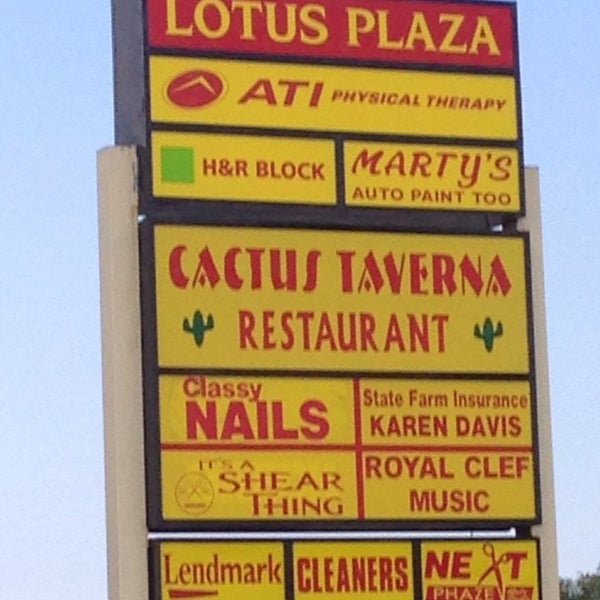 LOTUS PLAZA
ATI PHYSICAL THERAPY
H&R BLOCK
MARTY'S
AUTO PAINT TOO
CACTUS TAVERNA
RESTAURANT
Classy
NAILS
State Farm Insurance
KAREN DAVIS
IT'S A
SHEAR
THING
ROYAL CLEF
MUSIC
Lendmark
CLEANERS
NEXT
PHAZE